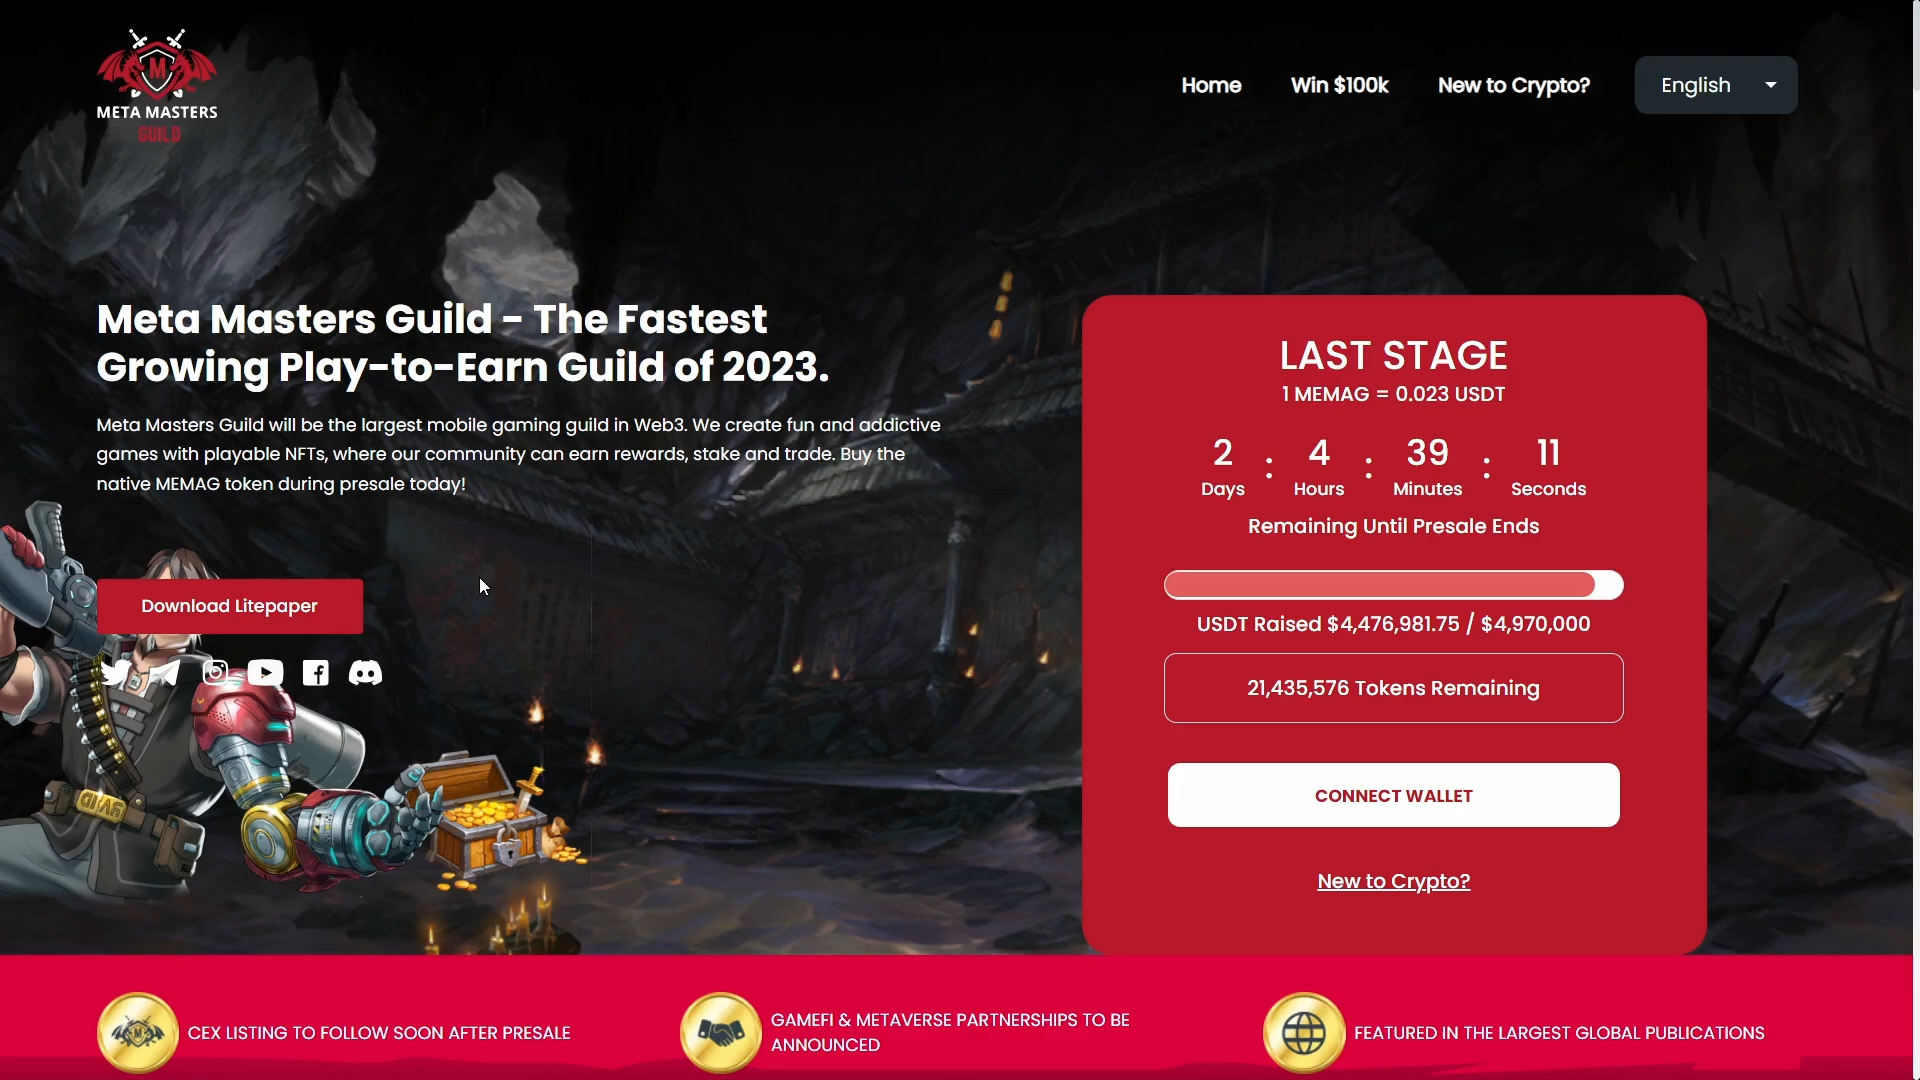 META MASTERS
GUILD
Home
Win $100k
New to Crypto?
English
Meta Masters Guild - The Fastest
Growing Play-to-Earn Guild of 2023.
Meta Masters Guild will be the largest mobile gaming guild in Web3. We create fun and addictive
games with playable NFTs, where our community can earn rewards, stake and trade. Buy the
native MEMAG token during presale today!
Download Litepaper
LAST STAGE
1 MEMAG = 0.023 USDT
2 : 4 : 39 : 11
Days Hours Minutes Seconds
Remaining Until Presale Ends
USDT Raised $4,476,981.75 / $4,970,000
21,435,576 Tokens Remaining
CONNECT WALLET
New to Crypto?
CEX LISTING TO FOLLOW SOON AFTER PRESALE
GAMEFI & METAVERSE PARTNERSHIPS TO BE
ANNOUNCED
FEATURED IN THE LARGEST GLOBAL PUBLICATIONS